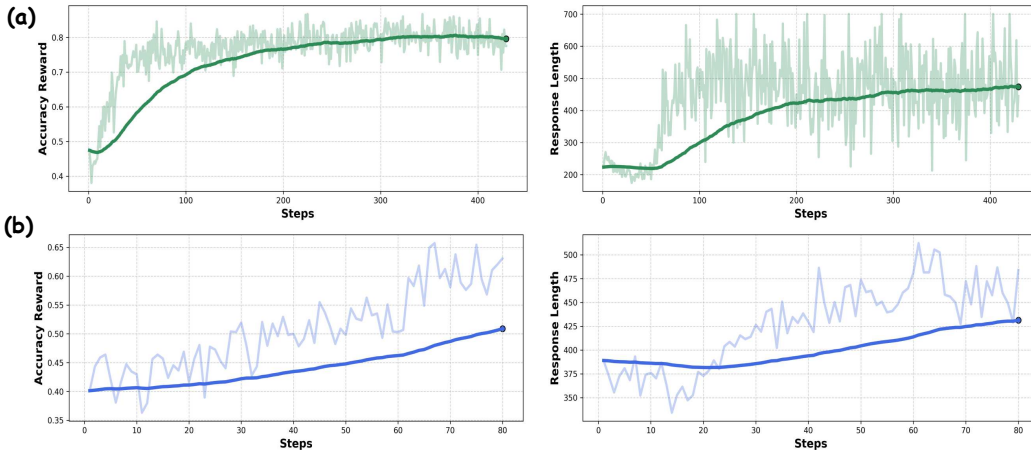 (a)
Accuracy Reward
0.8
0.7
0.6
0.5
0.4
0 100 200 300 400
Steps
Response Length
700
600
500
400
300
200
0 100 200 300 400
Steps
(b)
Accuracy Reward
0.65
0.60
0.55
0.50
0.45
0.40
0.35
0 10 20 30 40 50 60 70 80
Steps
Response Length
500
475
450
425
400
375
350
0 10 20 30 40 50 60 70 80
Steps